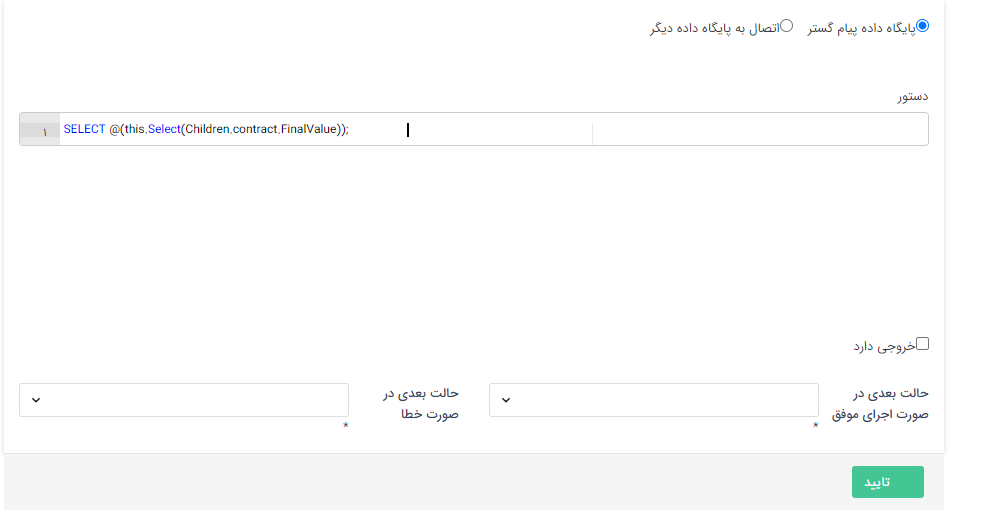 پایگاه داده پیام گستر اتصال به پایگاه داده دیگر
دستور
۱ SELECT @(this.Select(Children.contract.FinalValue));
خروجی دارد
حالت بعدی در صورت اجرای موفق
*
حالت بعدی در صورت خطا
*
تایید